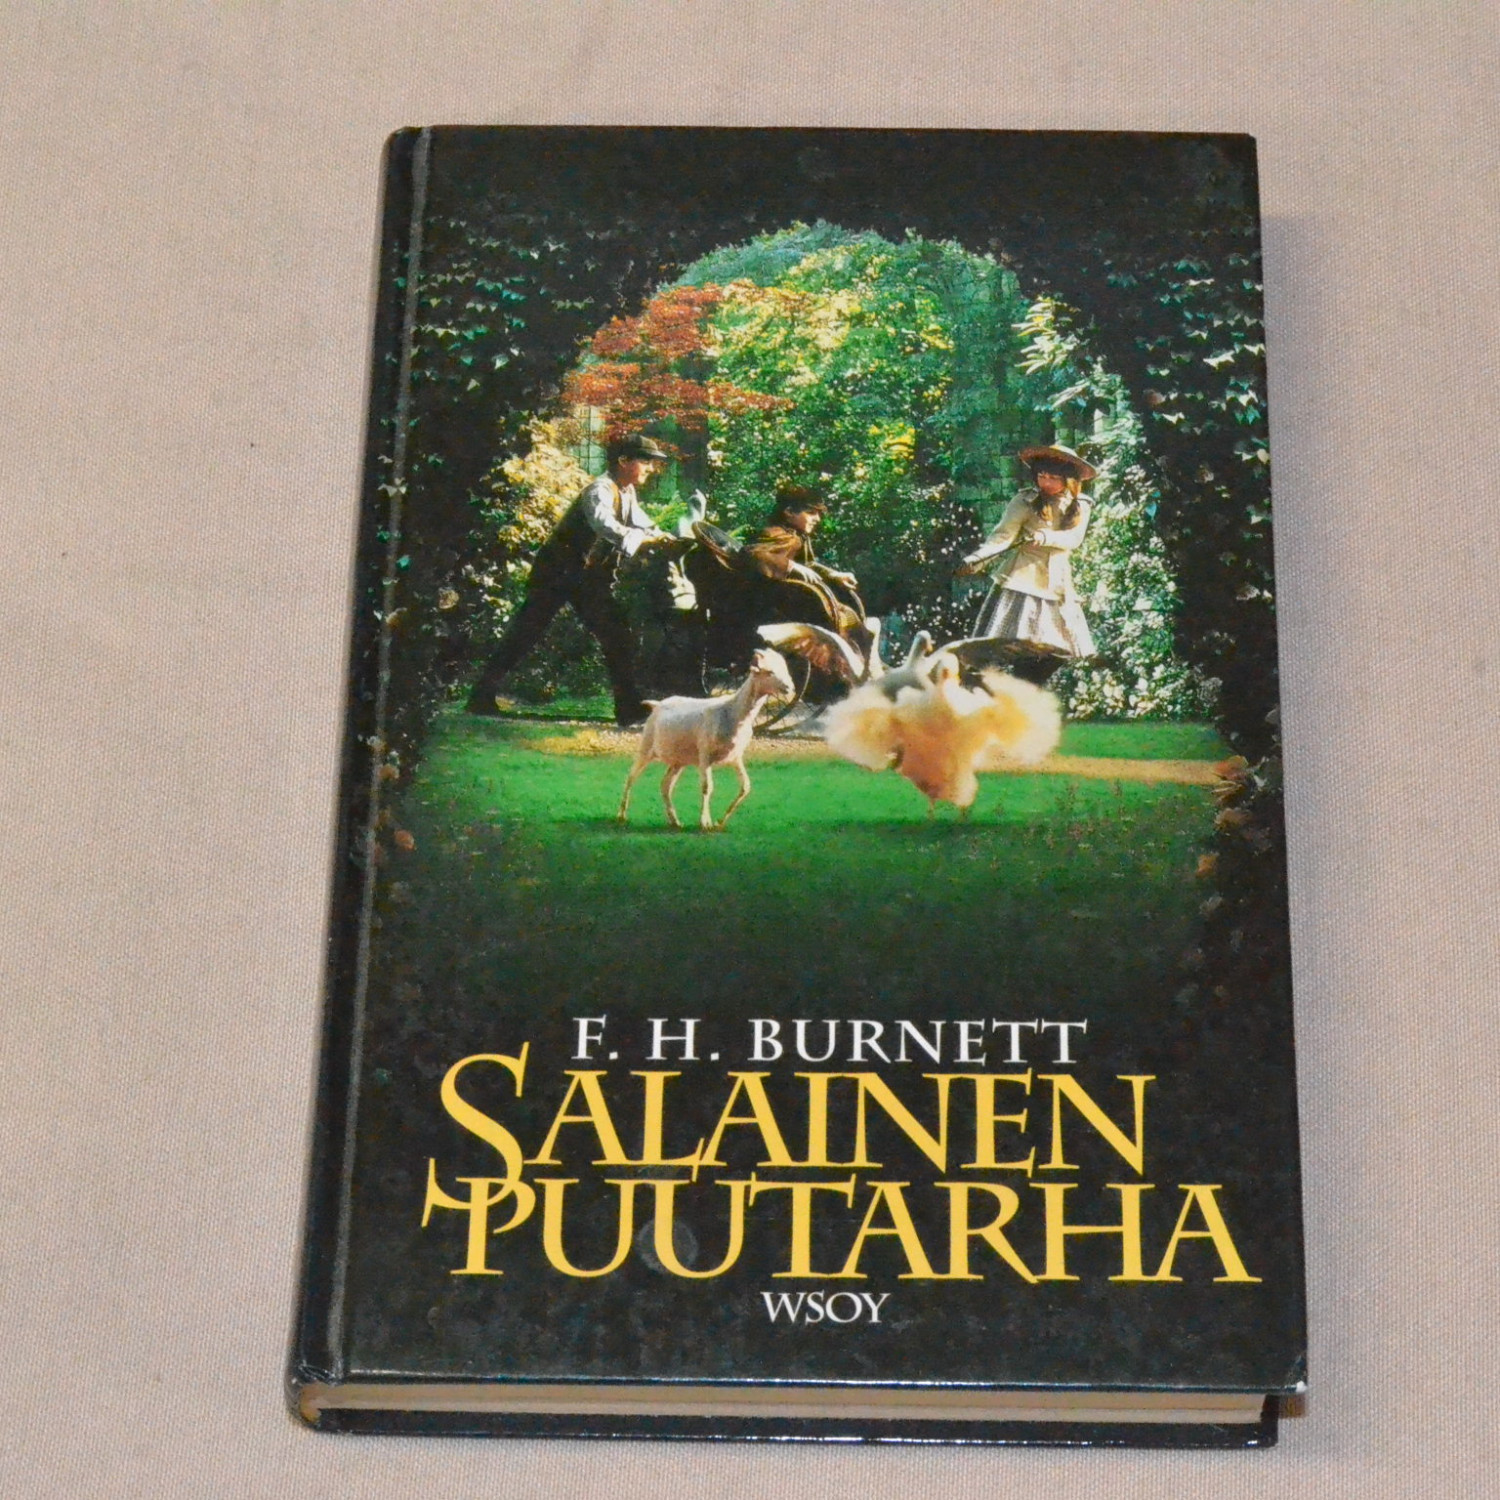 F. H. BURNETT
SALAINEN
PUUTARHA
WSOY